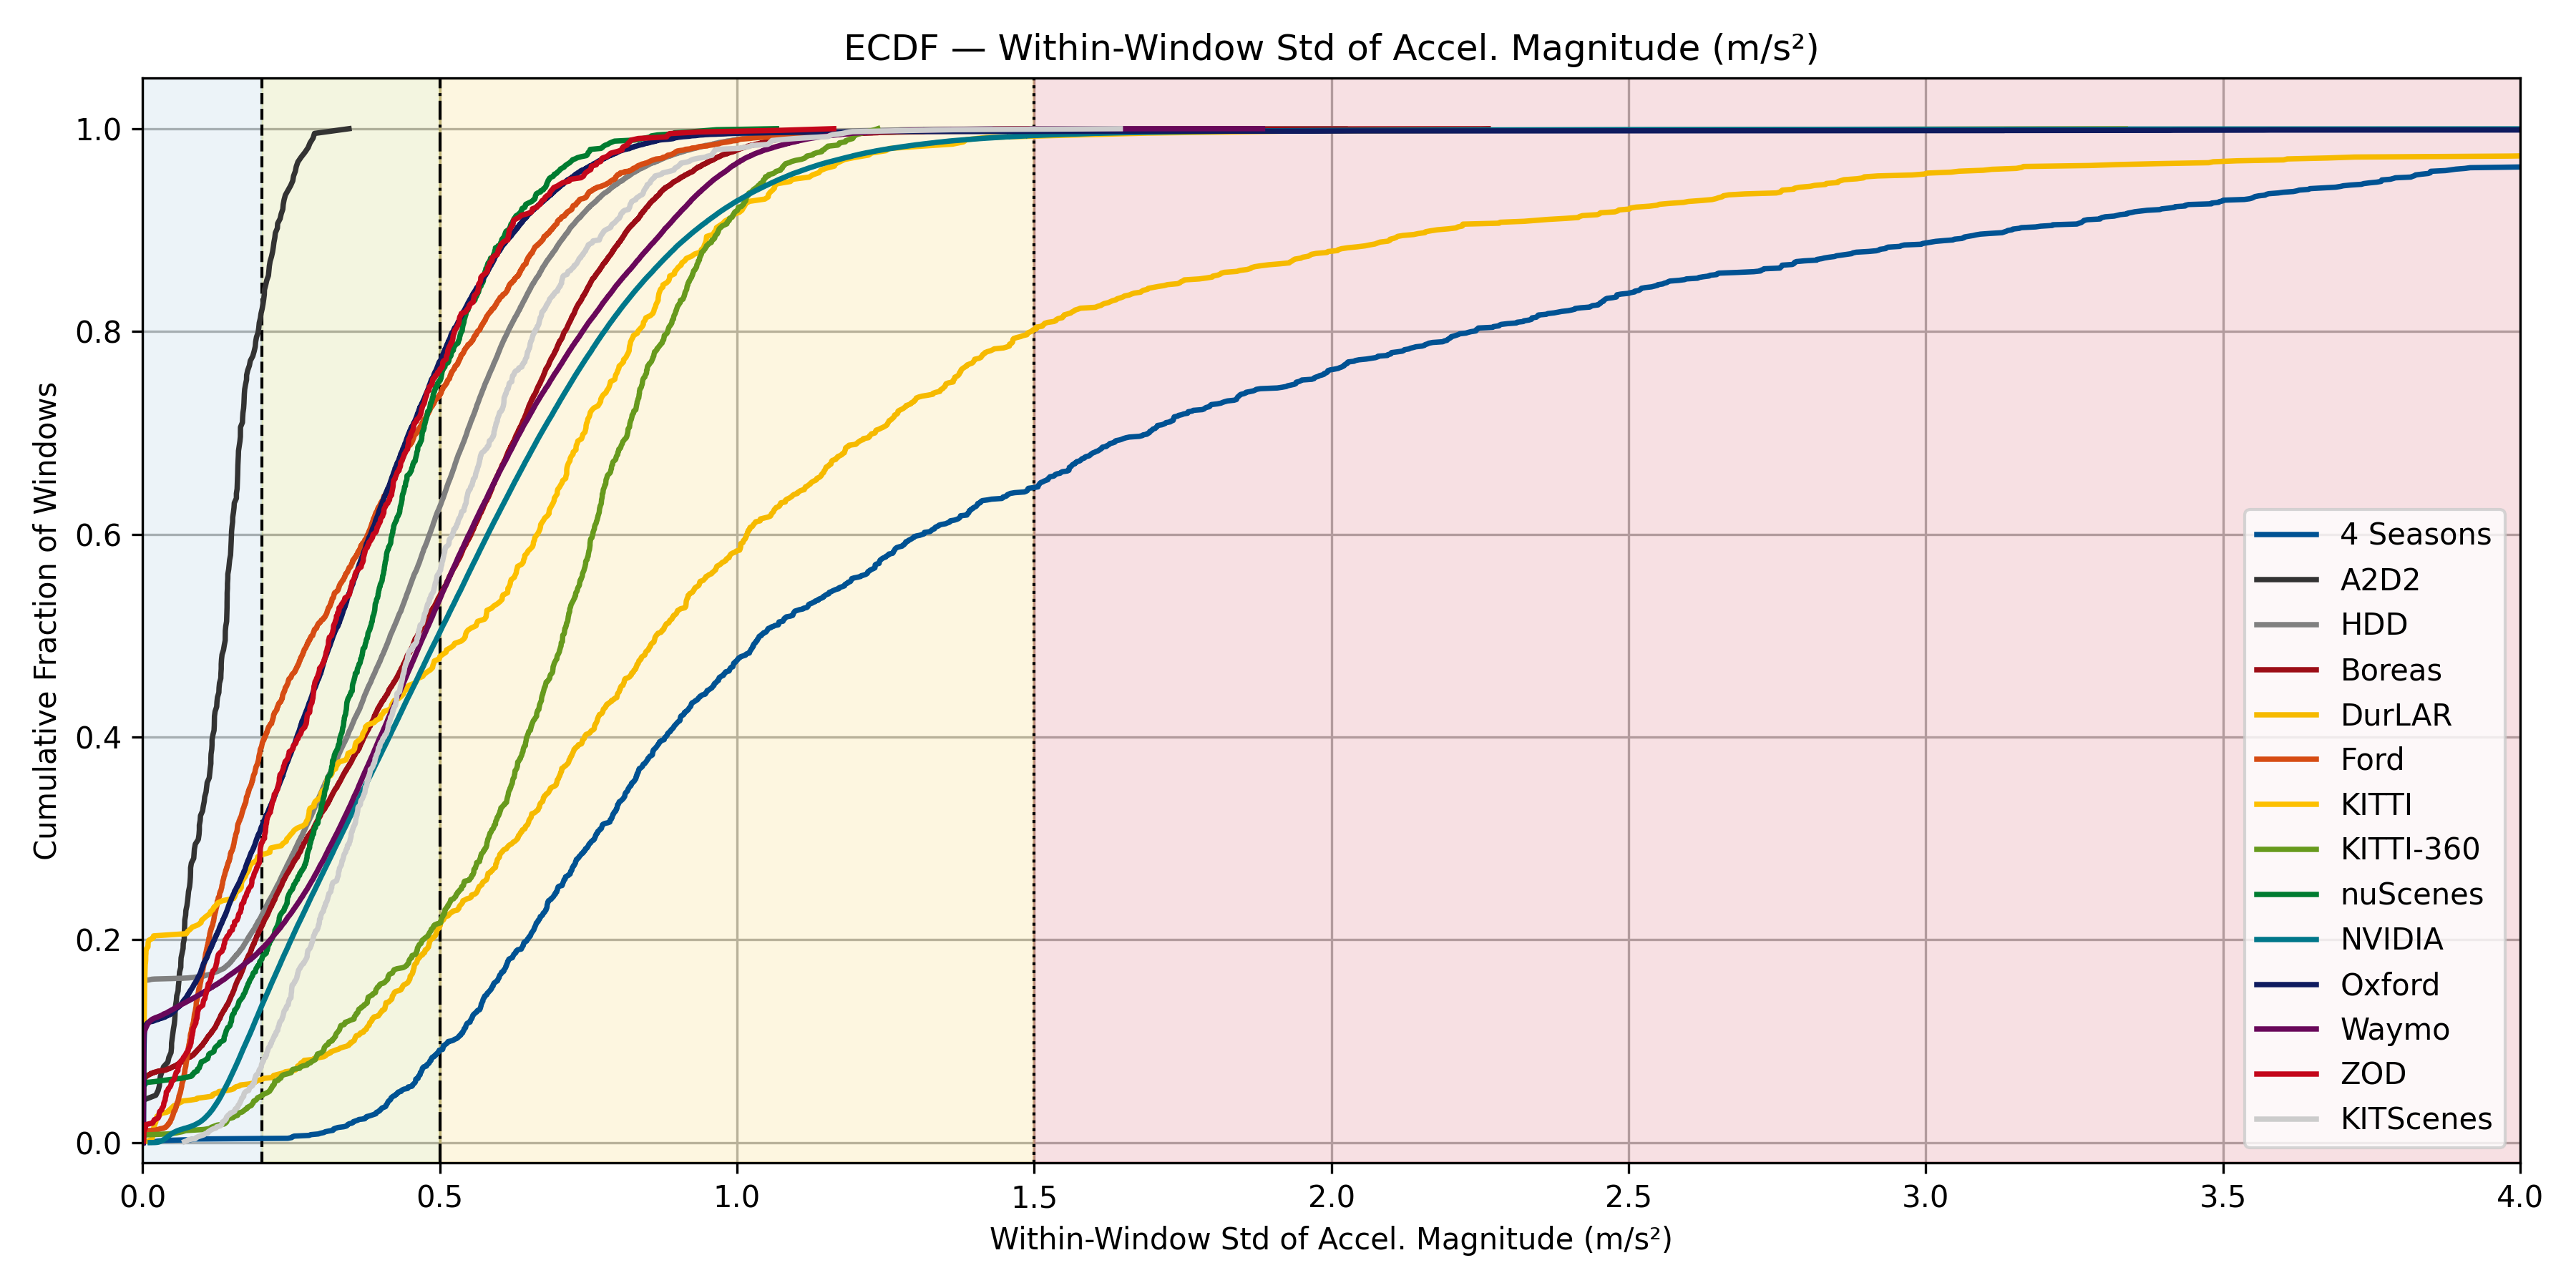 ECDF — Within-Window Std of Accel. Magnitude (m/s²)
Cumulative Fraction of Windows
1.0
0.8
0.6
0.4
0.2
0.0
4 Seasons
A2D2
HDD
Boreas
DurLAR
Ford
KITTI
KITTI-360
nuScenes
NVIDIA
Oxford
Waymo
ZOD
KITScenes
0.0 0.5 1.0 1.5 2.0 2.5 3.0 3.5 4.0
Within-Window Std of Accel. Magnitude (m/s²)